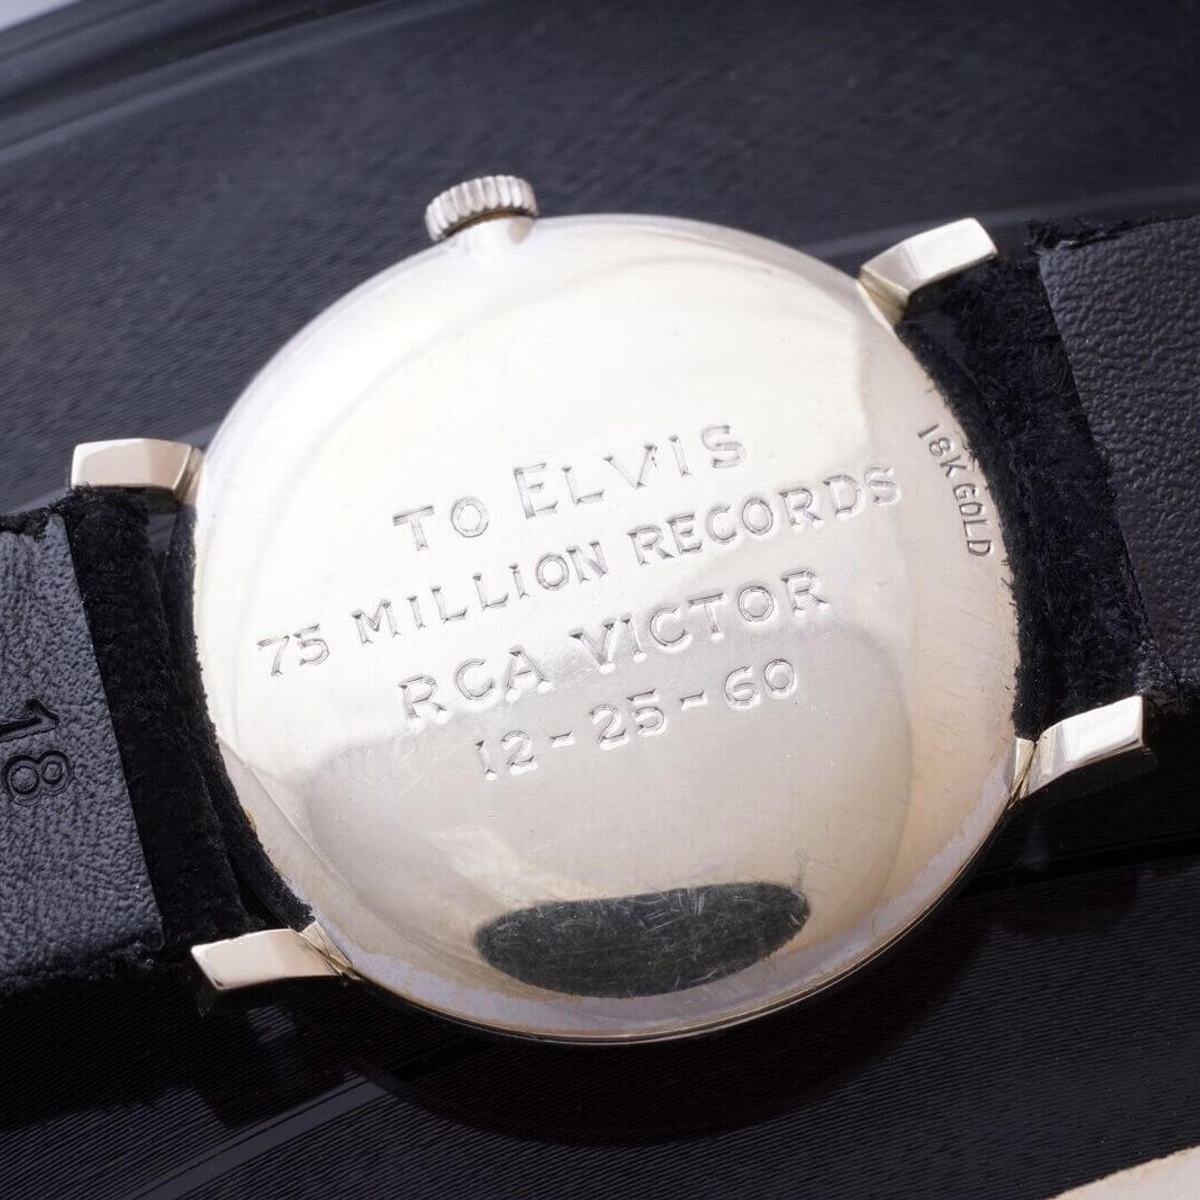 TO ELVIS
75 MILLION RECORDS
RCA VICTOR
12-25-60
18K GOLD
18